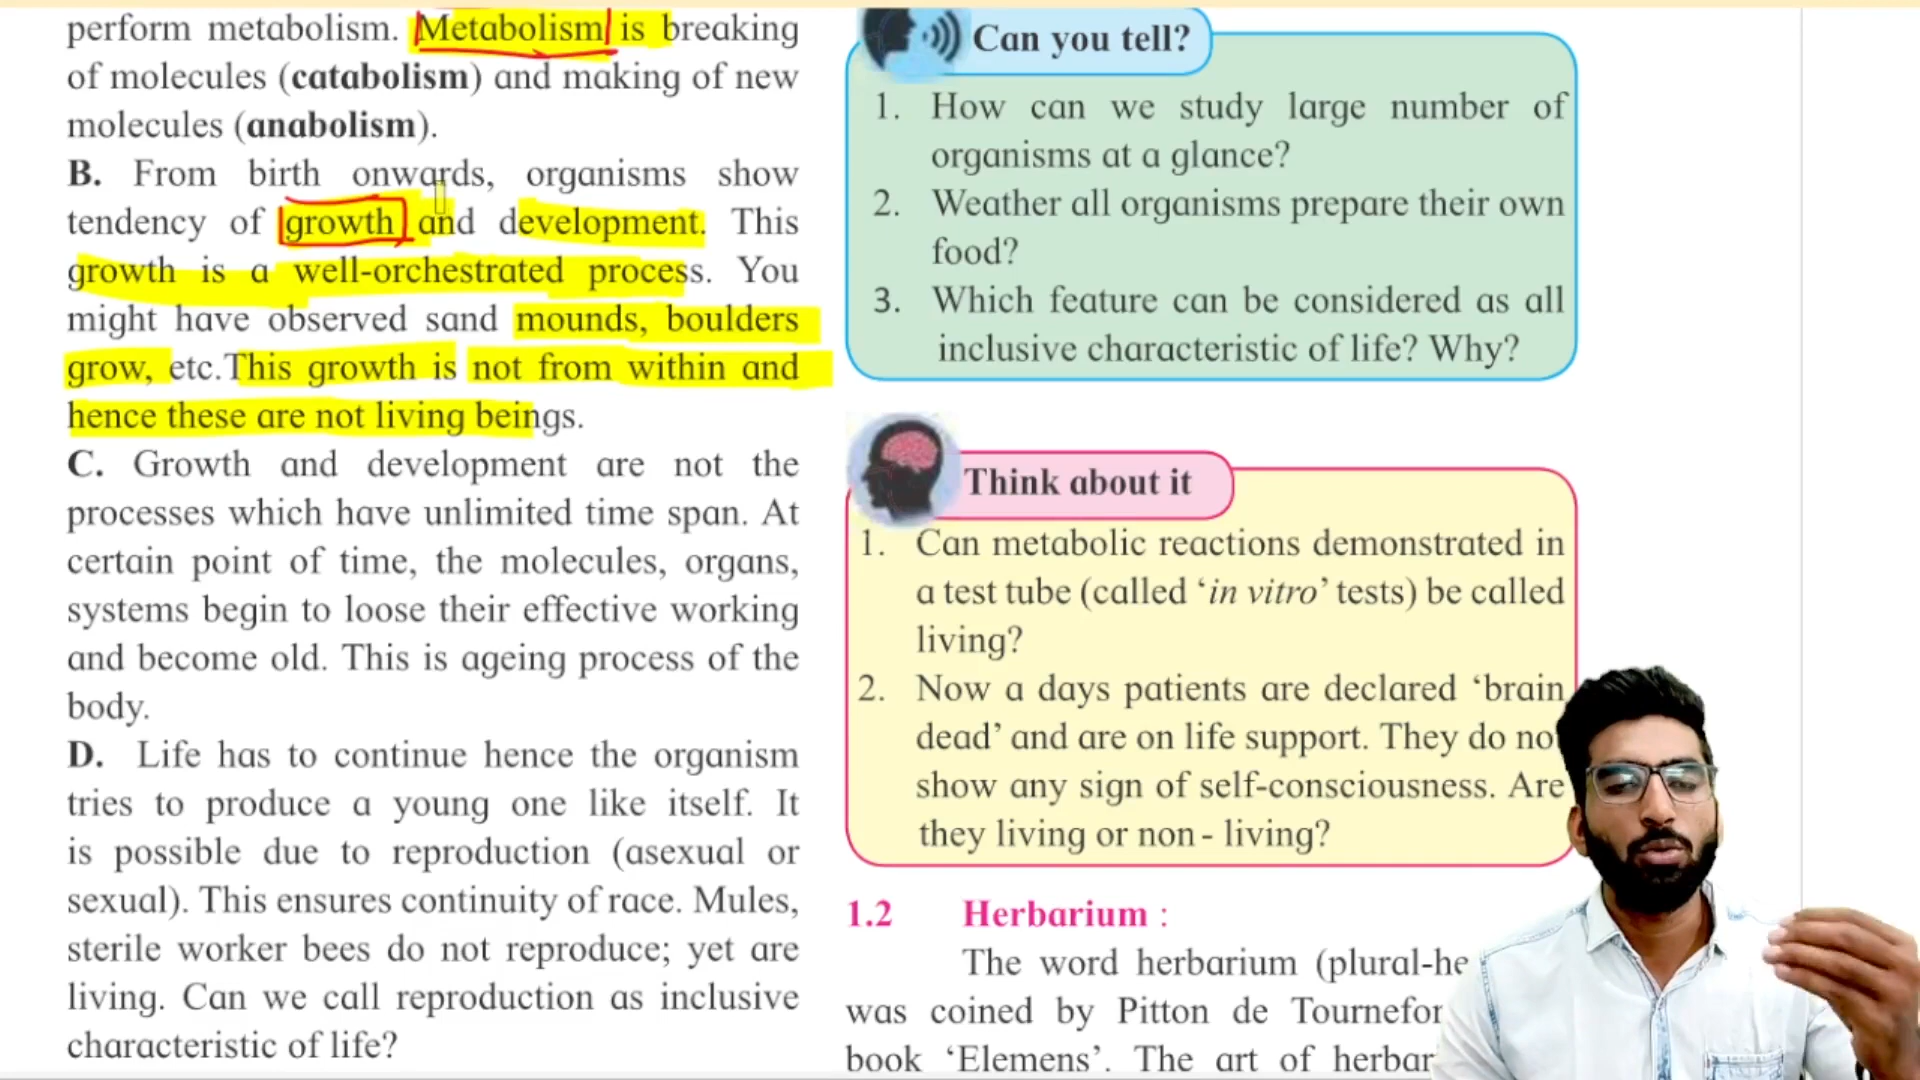 perform metabolism. Metabolism is breaking
of molecules (catabolism) and making of new
molecules (anabolism).
B. From birth onwards, organisms show
tendency of growth and development. This
growth is a well-orchestrated process. You
might have observed sand mounds, boulders
grow, etc.This growth is not from within and
hence these are not living beings.
C. Growth and development are not the
processes which have unlimited time span. At
certain point of time, the molecules, organs,
systems begin to loose their effective working
and become old. This is ageing process of the
body.
D. Life has to continue hence the organism
tries to produce a young one like itself. It
is possible due to reproduction (asexual or
sexual). This ensures continuity of race. Mules,
sterile worker bees do not reproduce; yet are
living. Can we call reproduction as inclusive
characteristic of life?
Can you tell?
1. How can we study large number of
organisms at a glance?
2. Weather all organisms prepare their own
food?
3. Which feature can be considered as all
inclusive characteristic of life? Why?
Think about it
1. Can metabolic reactions demonstrated in
a test tube (called ‘in vitro’ tests) be called
living?
2. Now a days patients are declared ‘brain
dead’ and are on life support. They do no
show any sign of self-consciousness. Are
they living or non - living?
1.2 Herbarium :
The word herbarium (plural-he
was coined by Pitton de Tournefor
book ‘Elemens’. The art of herbar